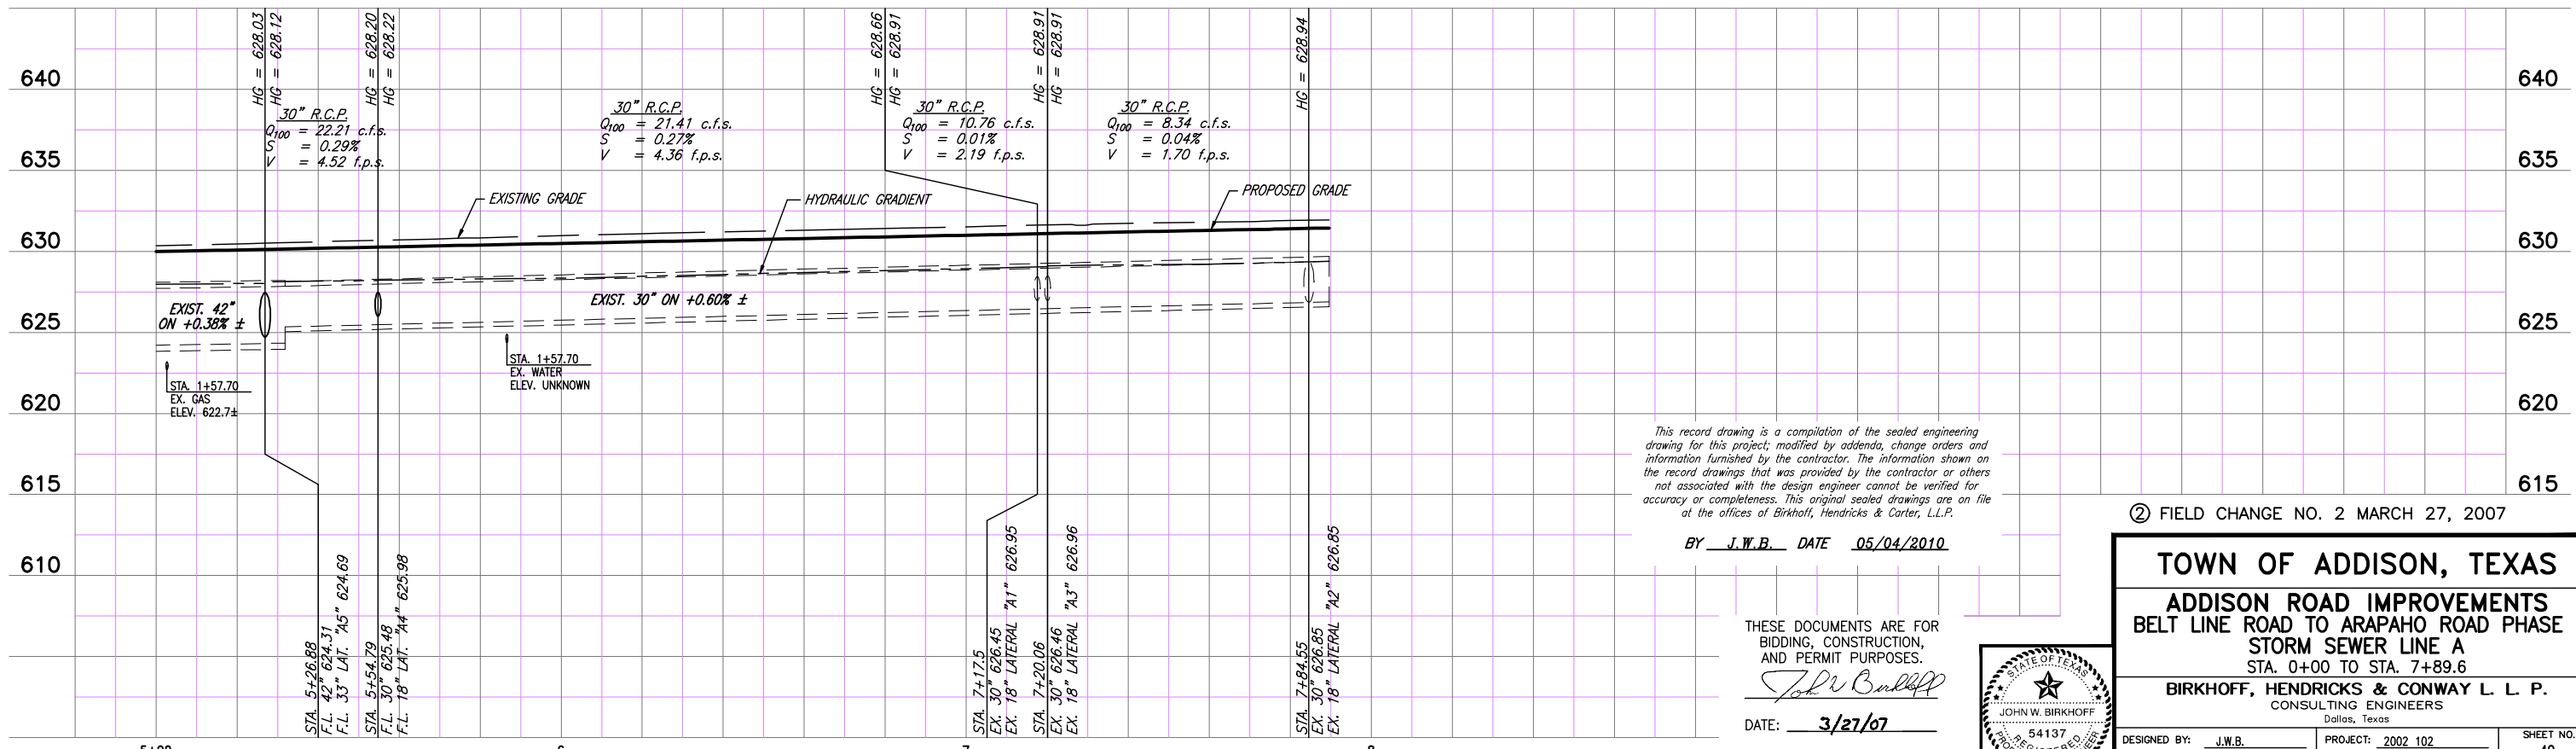 HG = 628.03
HG = 628.12
HG = 628.20
HG = 628.22
HG = 628.66
HG = 628.91
HG = 628.91
HG = 628.91
HG = 628.94
640
640
30" R.C.P.
Q100 = 22.21 c.f.s.
S = 0.29%
V = 4.52 f.p.s.
30" R.C.P.
Q100 = 21.41 c.f.s.
S = 0.27%
V = 4.36 f.p.s.
30" R.C.P.
Q100 = 10.76 c.f.s.
S = 0.01%
V = 2.19 f.p.s.
30" R.C.P.
Q100 = 8.34 c.f.s.
S = 0.04%
V = 1.70 f.p.s.
635
635
EXISTING GRADE
HYDRAULIC GRADIENT
PROPOSED GRADE
630
630
EXIST. 42"
ON +0.38% ±
EXIST. 30" ON +0.60% ±
625
625
STA. 1+57.70
EX. GAS
ELEV. 622.7±
STA. 1+57.70
EX. WATER
ELEV. UNKNOWN
620
620
615
615
610
STA. 5+26.88
F.L. 42" 624.31
F.L. 33" LAT. "A5" 624.69
STA. 5+54.79
F.L. 30" 625.48
F.L. 18" LAT. "A4" 625.98
STA. 7+17.5
EX. 30" 626.45
EX. 18" LATERAL "A1" 626.95
STA. 7+20.06
EX. 30" 626.46
EX. 18" LATERAL "A3" 626.96
STA. 7+84.55
EX. 30" 626.85
EX. 18" LATERAL "A2" 626.85
This record drawing is a compilation of the sealed engineering
drawing for this project; modified by addenda, change orders and
information furnished by the contractor. The information shown on
the record drawings that was provided by the contractor or others
not associated with the design engineer cannot be verified for
accuracy or completeness. This original sealed drawings are on file
at the offices of Birkhoff, Hendricks & Carter, L.L.P.
BY J.W.B. DATE 05/04/2010
② FIELD CHANGE NO. 2 MARCH 27, 2007
THESE DOCUMENTS ARE FOR
BIDDING, CONSTRUCTION,
AND PERMIT PURPOSES.
John W Birkhoff
DATE: 3/27/07
STATE OF TEXAS
JOHN W. BIRKHOFF
54137
REGISTERED
TOWN OF ADDISON, TEXAS
ADDISON ROAD IMPROVEMENTS
BELT LINE ROAD TO ARAPAHO ROAD PHASE
STORM SEWER LINE A
STA. 0+00 TO STA. 7+89.6
BIRKHOFF, HENDRICKS & CONWAY L. L. P.
CONSULTING ENGINEERS
Dallas, Texas
DESIGNED BY: J.W.B.
PROJECT: 2002 102
SHEET NO.